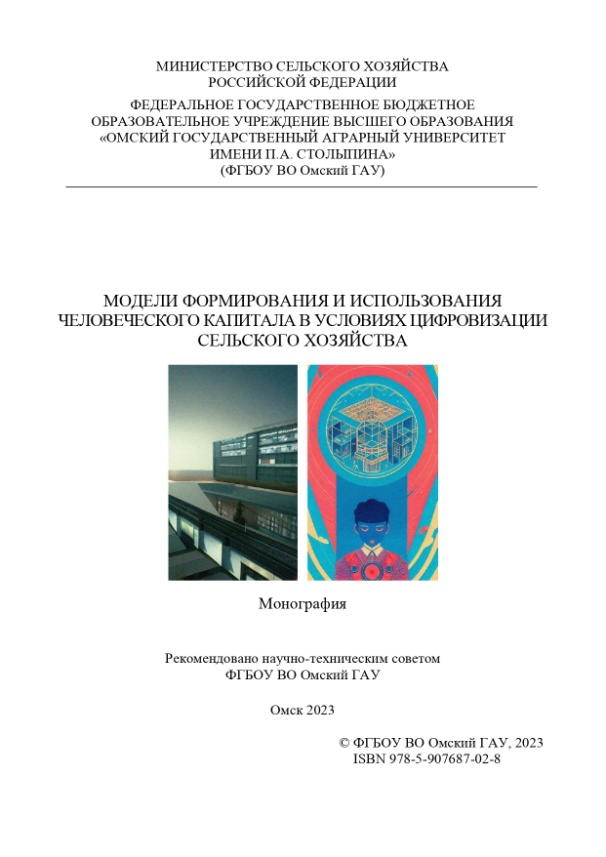 МИНИСТЕРСТВО СЕЛЬСКОГО ХОЗЯЙСТВА
РОССИЙСКОЙ ФЕДЕРАЦИИ
ФЕДЕРАЛЬНОЕ ГОСУДАРСТВЕННОЕ БЮДЖЕТНОЕ
ОБРАЗОВАТЕЛЬНОЕ УЧРЕЖДЕНИЕ ВЫСШЕГО ОБРАЗОВАНИЯ
«ОМСКИЙ ГОСУДАРСТВЕННЫЙ АГРАРНЫЙ УНИВЕРСИТЕТ
ИМЕНИ П.А. СТОЛЫПИНА»
(ФГБОУ ВО Омский ГАУ)
МОДЕЛИ ФОРМИРОВАНИЯ И ИСПОЛЬЗОВАНИЯ
ЧЕЛОВЕЧЕСКОГО КАПИТАЛА В УСЛОВИЯХ ЦИФРОВИЗАЦИИ
СЕЛЬСКОГО ХОЗЯЙСТВА
Монография
Рекомендовано научно-техническим советом
ФГБОУ ВО Омский ГАУ
Омск 2023
© ФГБОУ ВО Омский ГАУ, 2023
ISBN 978-5-907687-02-8